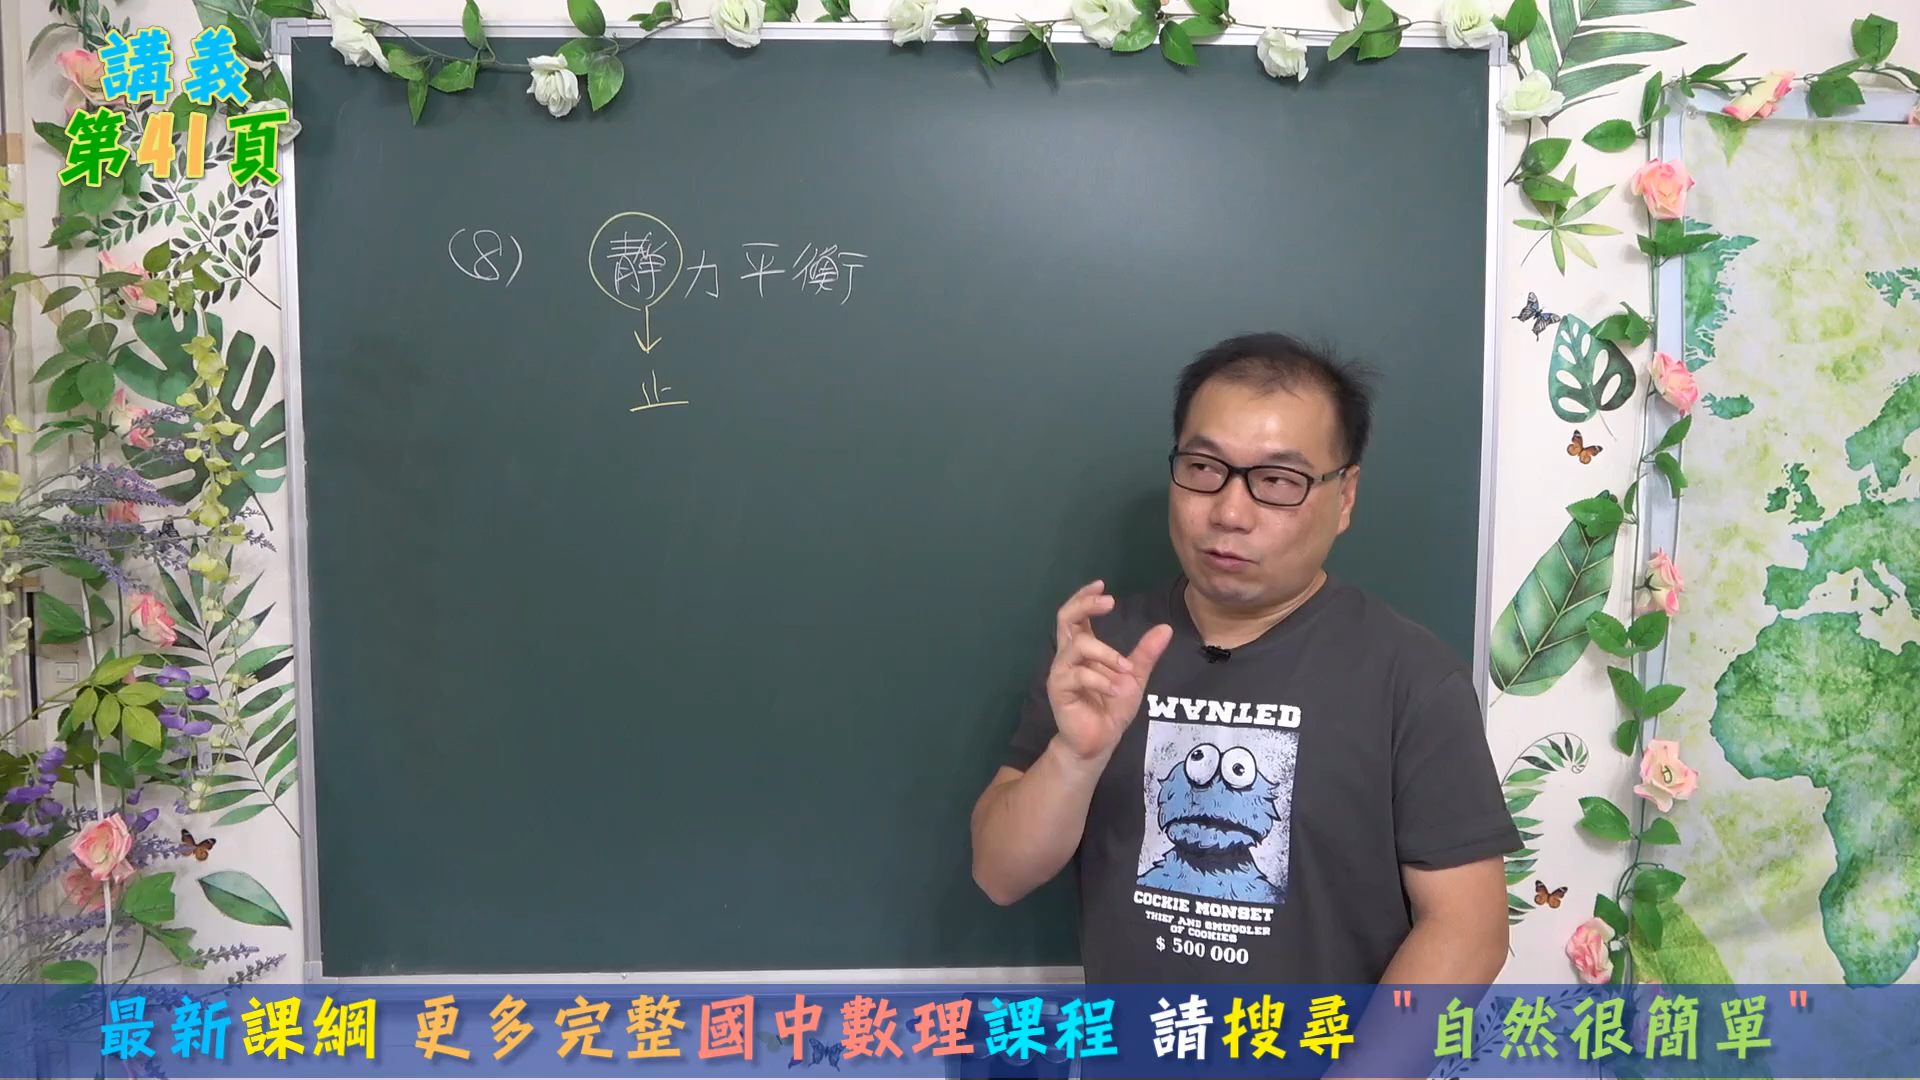 講義
第41頁
(8) 靜力平衡
止
WANTED
COCKIE MONSET
THIEF AND SMUGGLER
OF COOKIES
$ 500 000
最新課綱 更多完整國中數理課程 請搜尋 "自然很簡單"